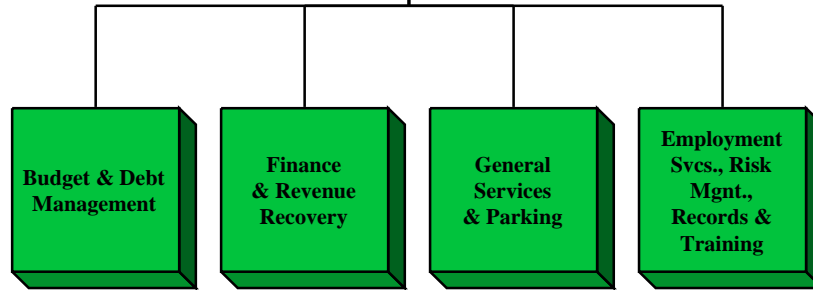 Budget & Debt
Management
Finance
& Revenue
Recovery
General
Services
& Parking
Employment
Svcs., Risk
Mgnt.,
Records &
Training